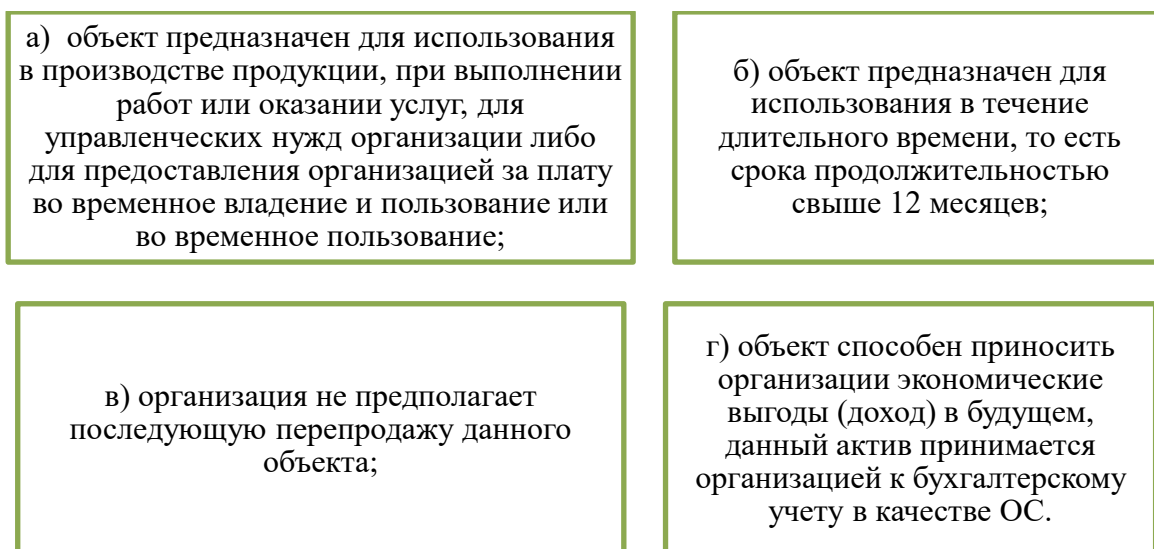 а) объект предназначен для использования
в производстве продукции, при выполнении
работ или оказании услуг, для
управленческих нужд организации либо
для предоставления организацией за плату
во временное владение и пользование или
во временное пользование;
б) объект предназначен для
использования в течение
длительного времени, то есть
срока продолжительностью
свыше 12 месяцев;
в) организация не предполагает
последующую перепродажу данного
объекта;
г) объект способен приносить
организации экономические
выгоды (доход) в будущем,
данный актив принимается
организацией к бухгалтерскому
учету в качестве ОС.